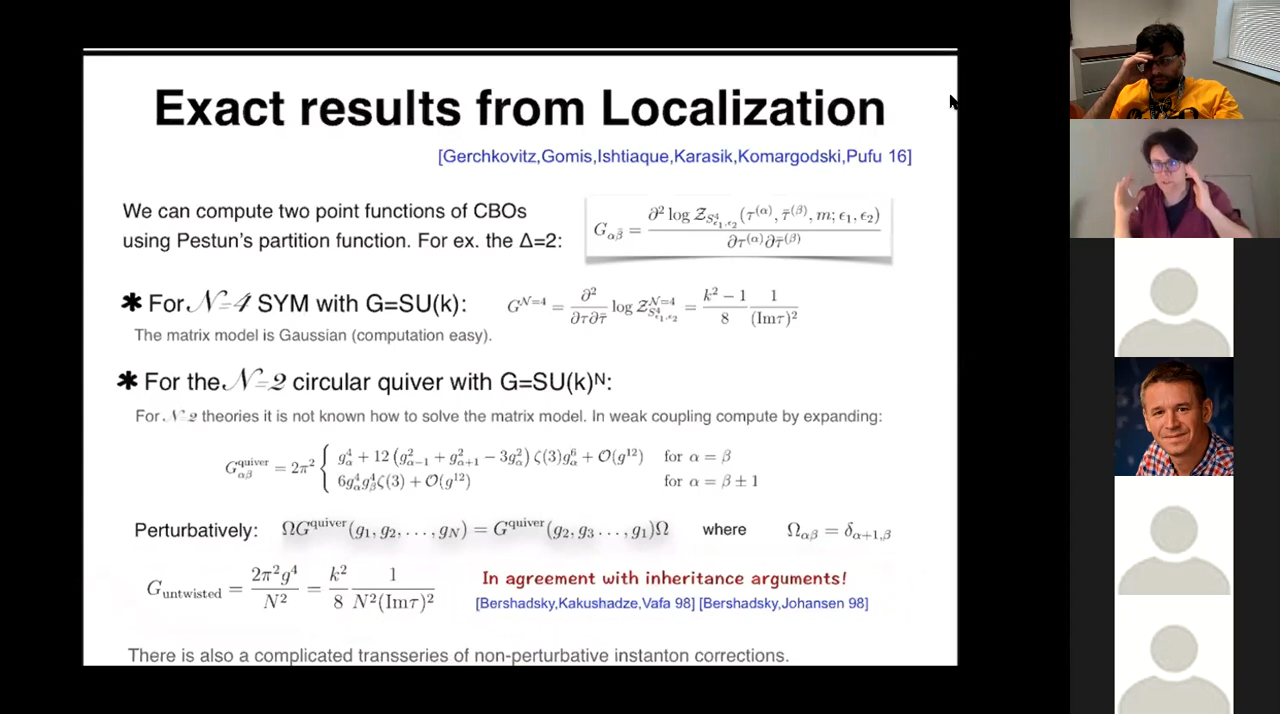 Exact results from Localization
[Gerchkovitz,Gomis,Ishtiaque,Karasik,Komargodski,Pufu 16]
We can compute two point functions of CBOs
using Pestun's partition function. For ex. the Δ=2:
G_{αβ̄} = ∂² log Z_{S⁴_{ε₁,ε₂}}(τ^{(α)}, τ̄^{(β)}, m; ε₁, ε₂) / ∂τ^{(α)}∂τ̄^{(β)}
✱ For N=4 SYM with G=SU(k): G^{N=4} = ∂²/∂τ∂τ̄ log Z^{N=4}_{S⁴_{ε₁,ε₂}} = (k² − 1)/8 1/(Imτ)²
The matrix model is Gaussian (computation easy).
✱ For the N=2 circular quiver with G=SU(k)ᴺ:
For N=2 theories it is not known how to solve the matrix model. In weak coupling compute by expanding:
G^{quiver}_{αβ} = 2π² { g_α⁴ + 12 (g²_{α−1} + g²_{α+1} − 3g²_α) ζ(3)g_α⁶ + O(g¹²) for α = β
6g_α⁴g_β⁴ζ(3) + O(g¹²) for α = β ± 1
Perturbatively: ΩG^{quiver}(g₁, g₂, . . . , g_N) = G^{quiver}(g₂, g₃ . . . , g₁)Ω where Ω_{αβ} = δ_{α+1,β}
G_{untwisted} = 2π²g⁴/N² = k²/8 1/N²(Imτ)²
In agreement with inheritance arguments!
[Bershadsky,Kakushadze,Vafa 98] [Bershadsky,Johansen 98]
There is also a complicated transseries of non-perturbative instanton corrections.